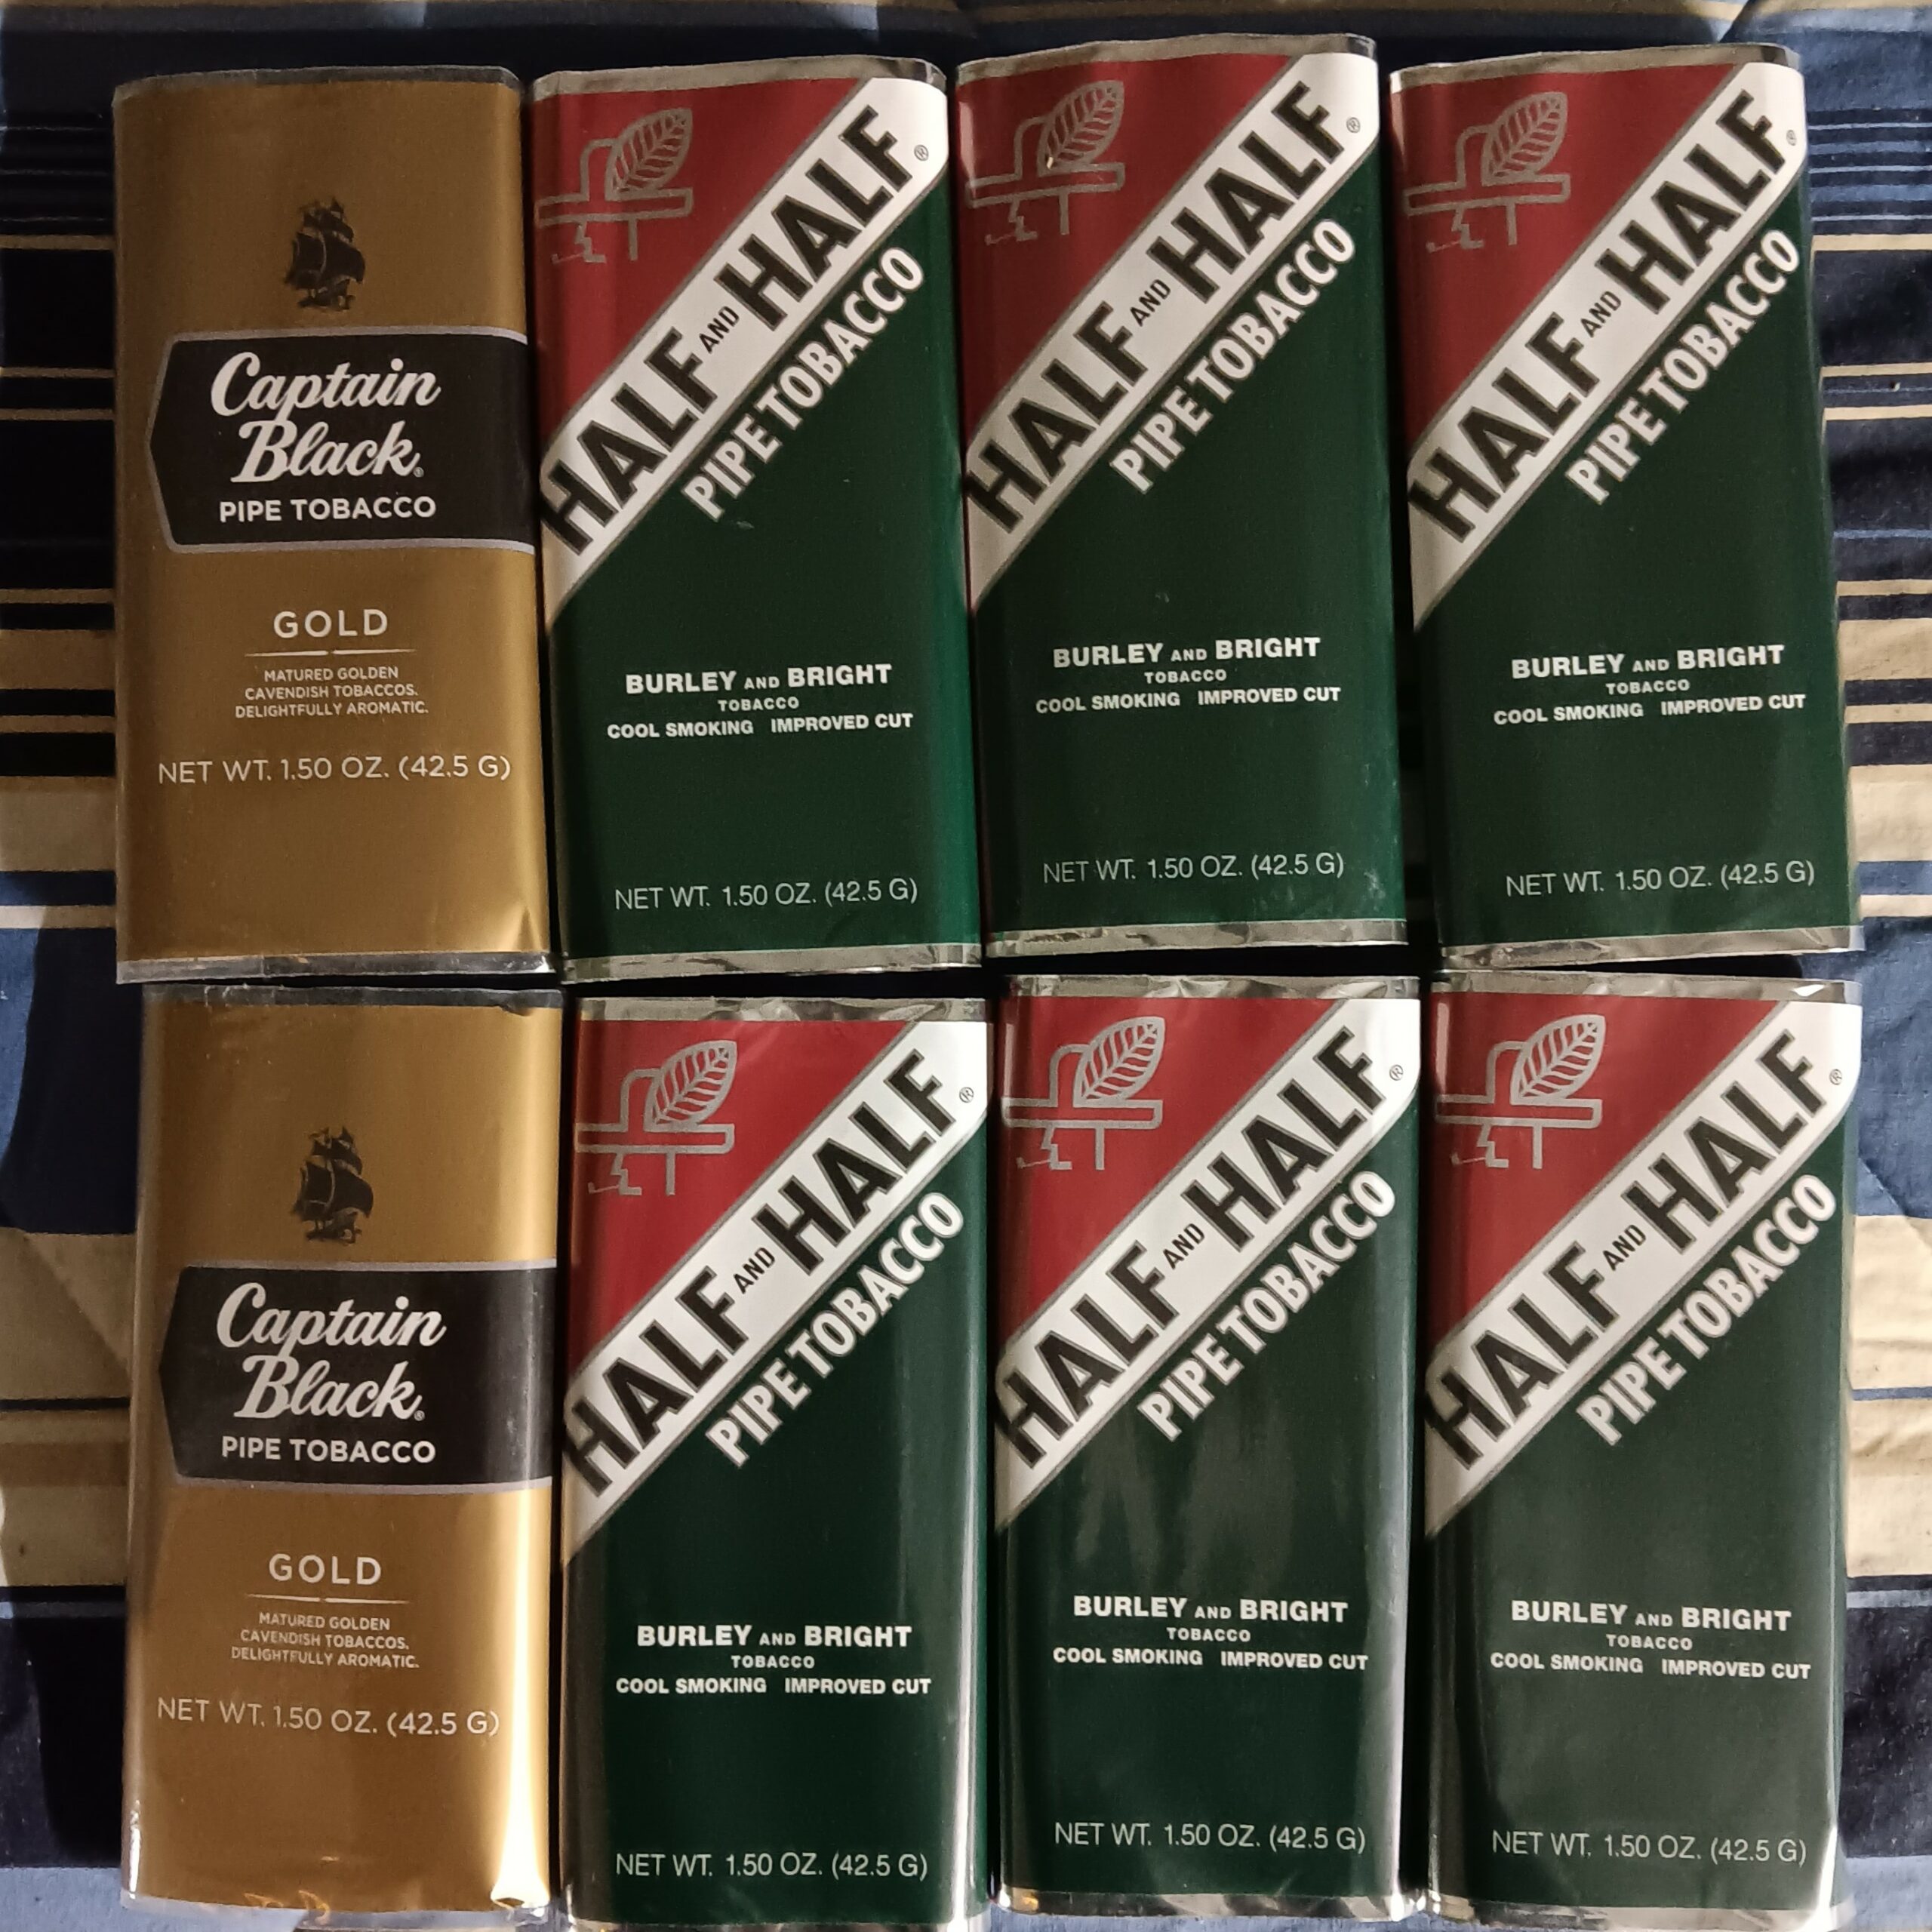 Captain
Black®
PIPE TOBACCO
GOLD
MATURED GOLDEN
CAVENDISH TOBACCOS.
DELIGHTFULLY AROMATIC.
NET WT. 1.50 OZ. (42.5 G)
HALF AND HALF®
PIPE TOBACCO
BURLEY AND BRIGHT
TOBACCO
COOL SMOKING IMPROVED CUT
NET WT. 1.50 OZ. (42.5 G)
HALF AND HALF®
PIPE TOBACCO
BURLEY AND BRIGHT
TOBACCO
COOL SMOKING IMPROVED CUT
NET WT. 1.50 OZ. (42.5 G)
HALF AND HALF®
PIPE TOBACCO
BURLEY AND BRIGHT
TOBACCO
COOL SMOKING IMPROVED CUT
NET WT. 1.50 OZ. (42.5 G)
Captain
Black®
PIPE TOBACCO
GOLD
MATURED GOLDEN
CAVENDISH TOBACCOS.
DELIGHTFULLY AROMATIC.
NET WT. 1.50 OZ. (42.5 G)
HALF AND HALF®
PIPE TOBACCO
BURLEY AND BRIGHT
TOBACCO
COOL SMOKING IMPROVED CUT
NET WT. 1.50 OZ. (42.5 G)
HALF AND HALF®
PIPE TOBACCO
BURLEY AND BRIGHT
TOBACCO
COOL SMOKING IMPROVED CUT
NET WT. 1.50 OZ. (42.5 G)
HALF AND HALF®
PIPE TOBACCO
BURLEY AND BRIGHT
TOBACCO
COOL SMOKING IMPROVED CUT
NET WT. 1.50 OZ. (42.5 G)